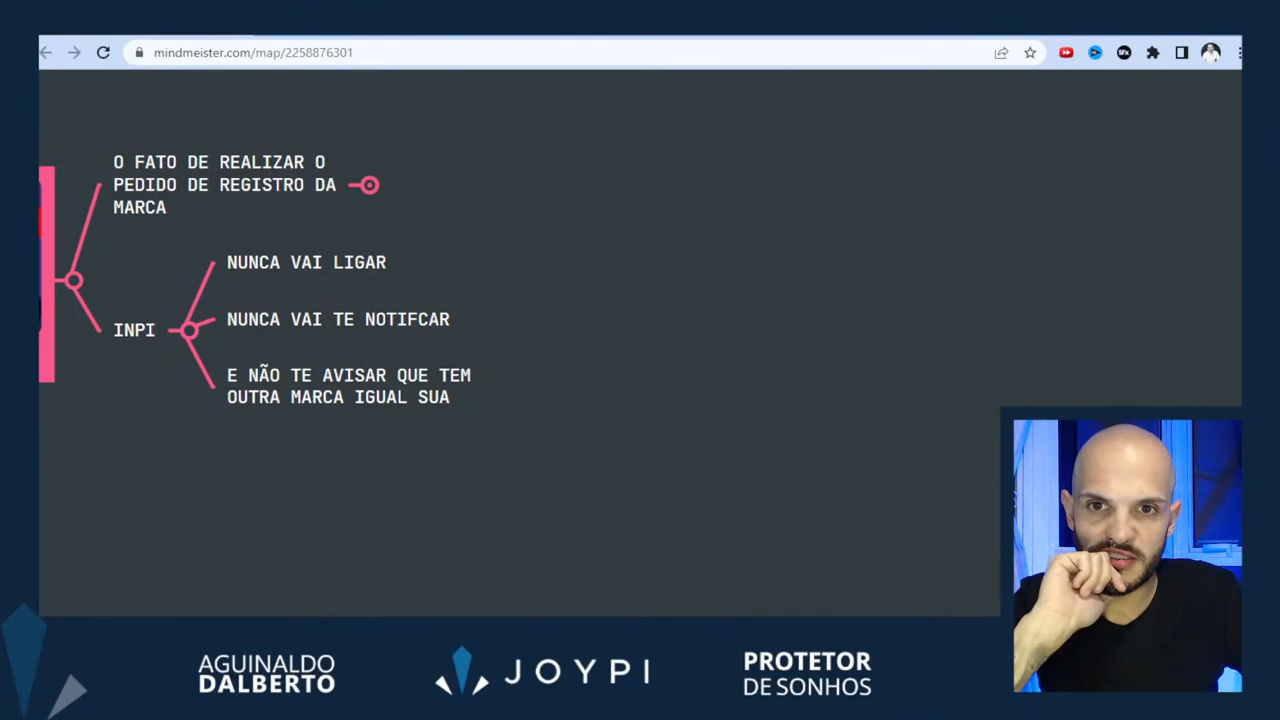 mindmeister.com/map/2258876301
O FATO DE REALIZAR O
PEDIDO DE REGISTRO DA
MARCA
INPI
NUNCA VAI LIGAR
NUNCA VAI TE NOTIFCAR
E NÃO TE AVISAR QUE TEM
OUTRA MARCA IGUAL SUA
AGUINALDO
DALBERTO
JOYPI
PROTETOR
DE SONHOS